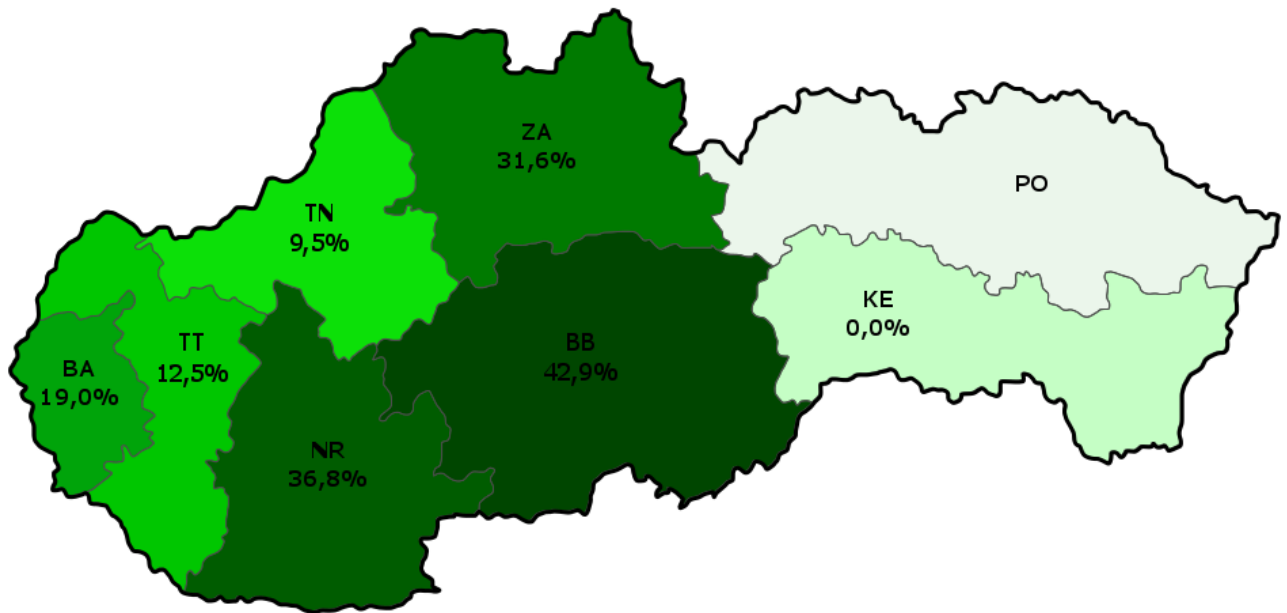 ZA
31,6%
PO
TN
9,5%
KE
0,0%
TT
12,5%
BB
42,9%
BA
19,0%
NR
36,8%